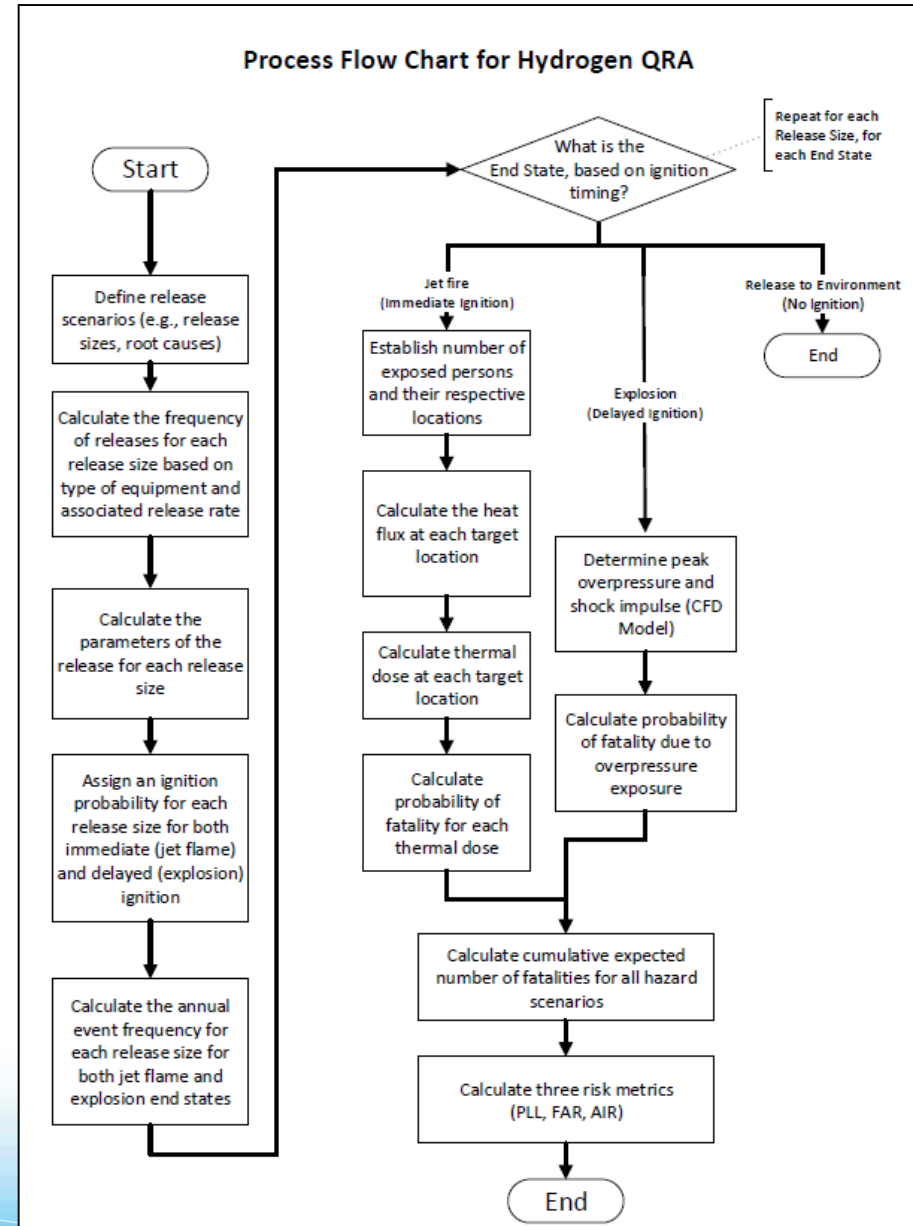 Process Flow Chart for Hydrogen QRA
Start
Define release
scenarios (e.g., release
sizes, root causes)
Calculate the frequency
of releases for each
release size based on
type of equipment and
associated release rate
Calculate the
parameters of the
release for each release
size
Assign an ignition
probability for each
release size for both
immediate (jet flame)
and delayed (explosion)
ignition
Calculate the annual
event frequency for
each release size for
both jet flame and
explosion end states
What is the
End State, based on ignition
timing?
Repeat for each
Release Size, for
each End State
Jet fire
(Immediate Ignition)
Establish number of
exposed persons
and their respective
locations
Calculate the heat
flux at each target
location
Calculate thermal
dose at each target
location
Calculate
probability of
fatality for each
thermal dose
Explosion
(Delayed Ignition)
Determine peak
overpressure and
shock impulse (CFD
Model)
Calculate probability
of fatality due to
overpressure
exposure
Release to Environment
(No Ignition)
End
Calculate cumulative expected
number of fatalities for all hazard
scenarios
Calculate three risk metrics
(PLL, FAR, AIR)
End